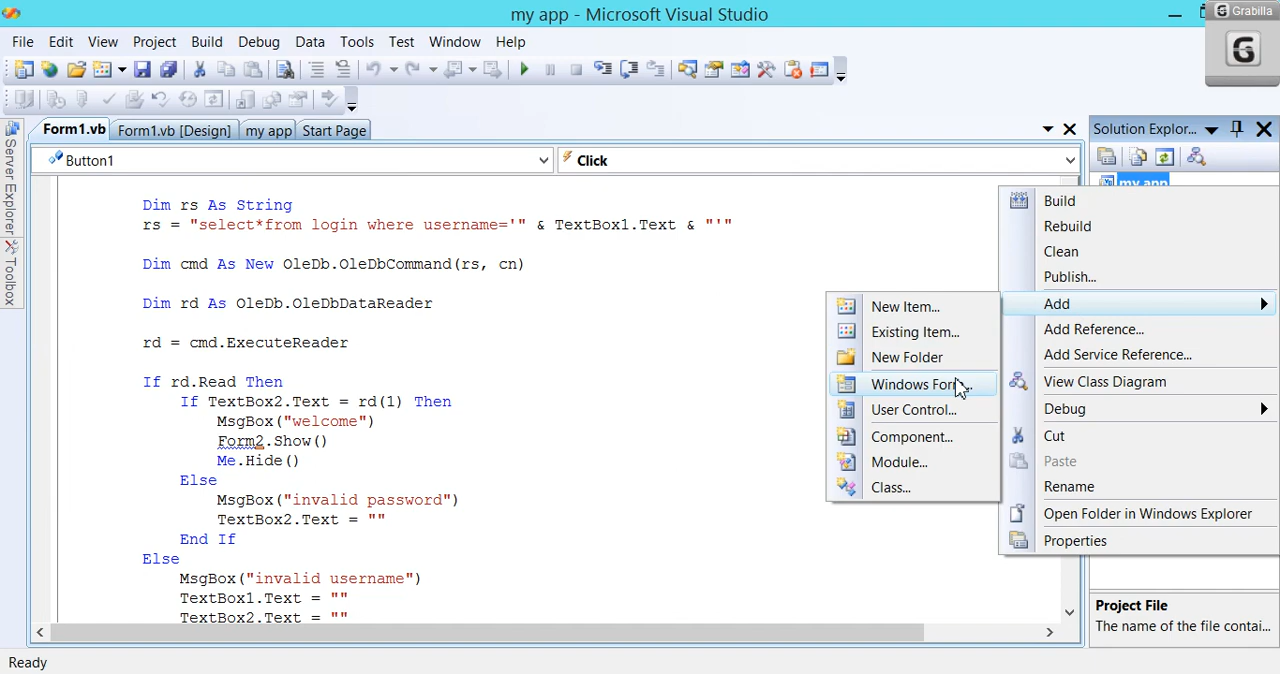 my app - Microsoft Visual Studio
Grabilla
File Edit View Project Build Debug Data Tools Test Window Help
Form1.vb Form1.vb [Design] my app Start Page
Solution Explor...
Server Explorer
Toolbox
Button1 Click
my app
Dim rs As String
rs = "select*from login where username='" & TextBox1.Text & "'"
Dim cmd As New OleDb.OleDbCommand(rs, cn)
Dim rd As OleDb.OleDbDataReader
rd = cmd.ExecuteReader
If rd.Read Then
If TextBox2.Text = rd(1) Then
MsgBox("welcome")
Form2.Show()
Me.Hide()
Else
MsgBox("invalid password")
TextBox2.Text = ""
End If
Else
MsgBox("invalid username")
TextBox1.Text = ""
TextBox2.Text = ""
New Item...
Existing Item...
New Folder
Windows Form...
User Control...
Component...
Module...
Class...
Build
Rebuild
Clean
Publish...
Add
Add Reference...
Add Service Reference...
View Class Diagram
Debug
Cut
Paste
Rename
Open Folder in Windows Explorer
Properties
Project File
The name of the file contai...
Ready